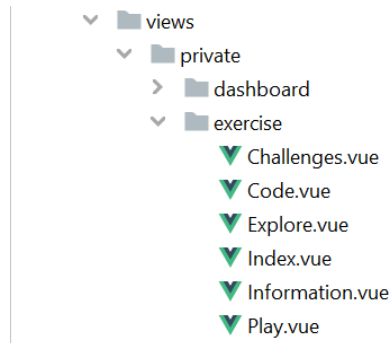 views
private
dashboard
exercise
Challenges.vue
Code.vue
Explore.vue
Index.vue
Information.vue
Play.vue